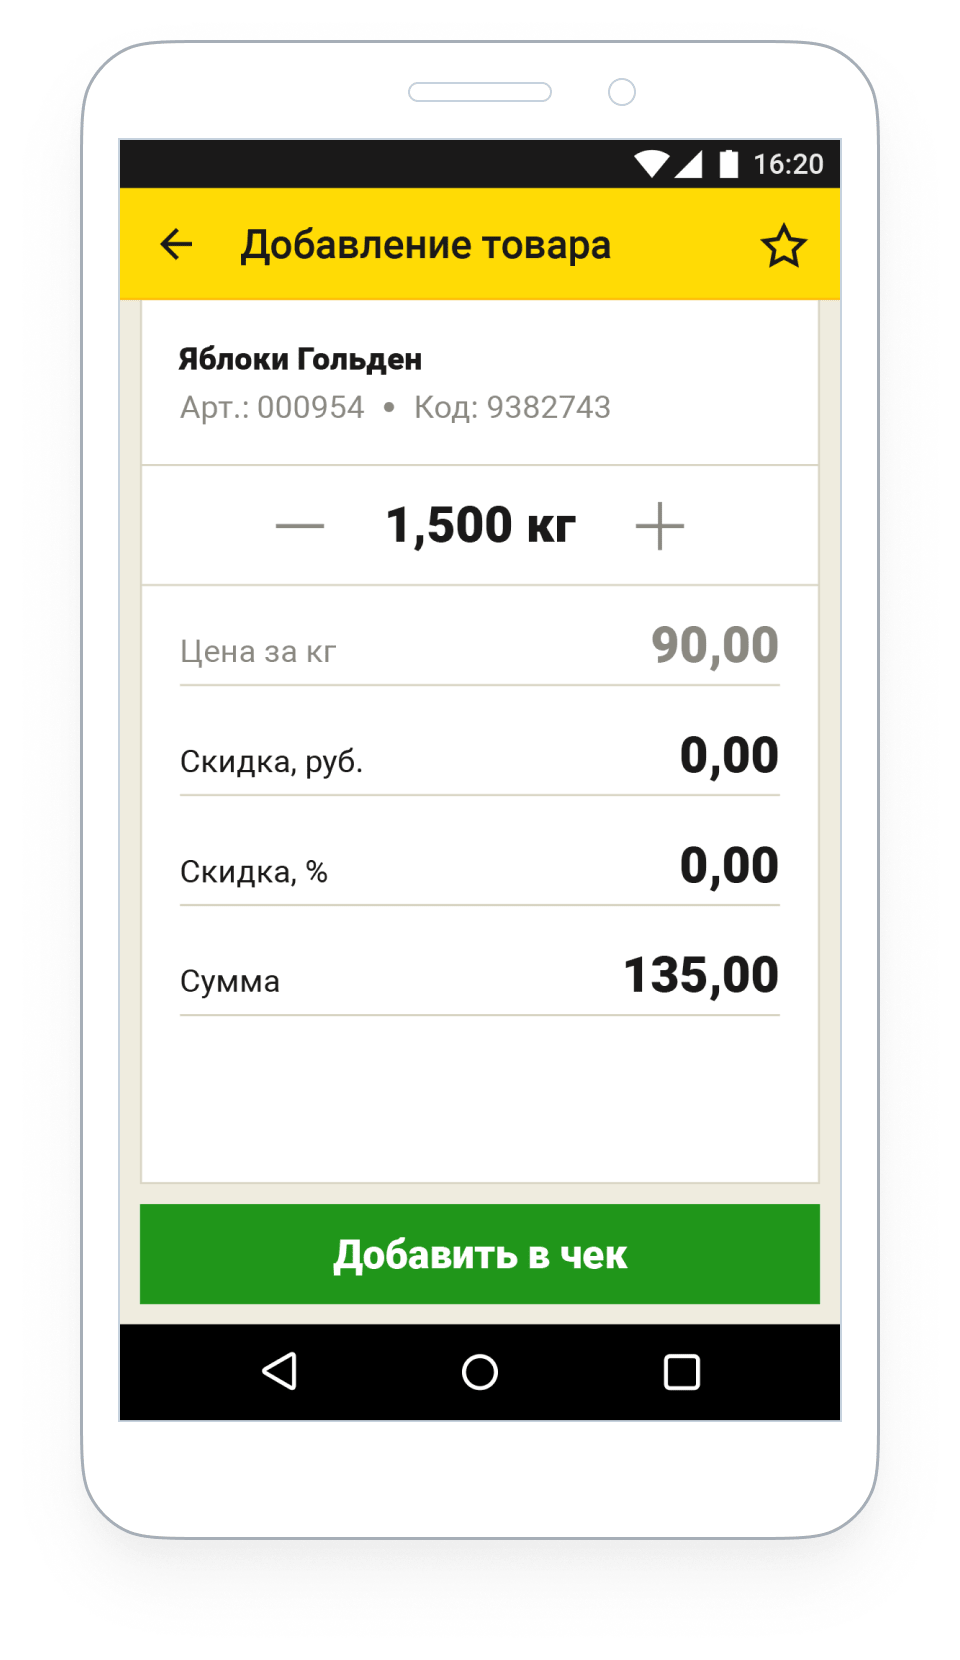 16:20
Добавление товара
Яблоки Гольден
Арт.: 000954 • Код: 9382743
1,500 кг
Цена за кг 90,00
Скидка, руб. 0,00
Скидка, % 0,00
Сумма 135,00
Добавить в чек